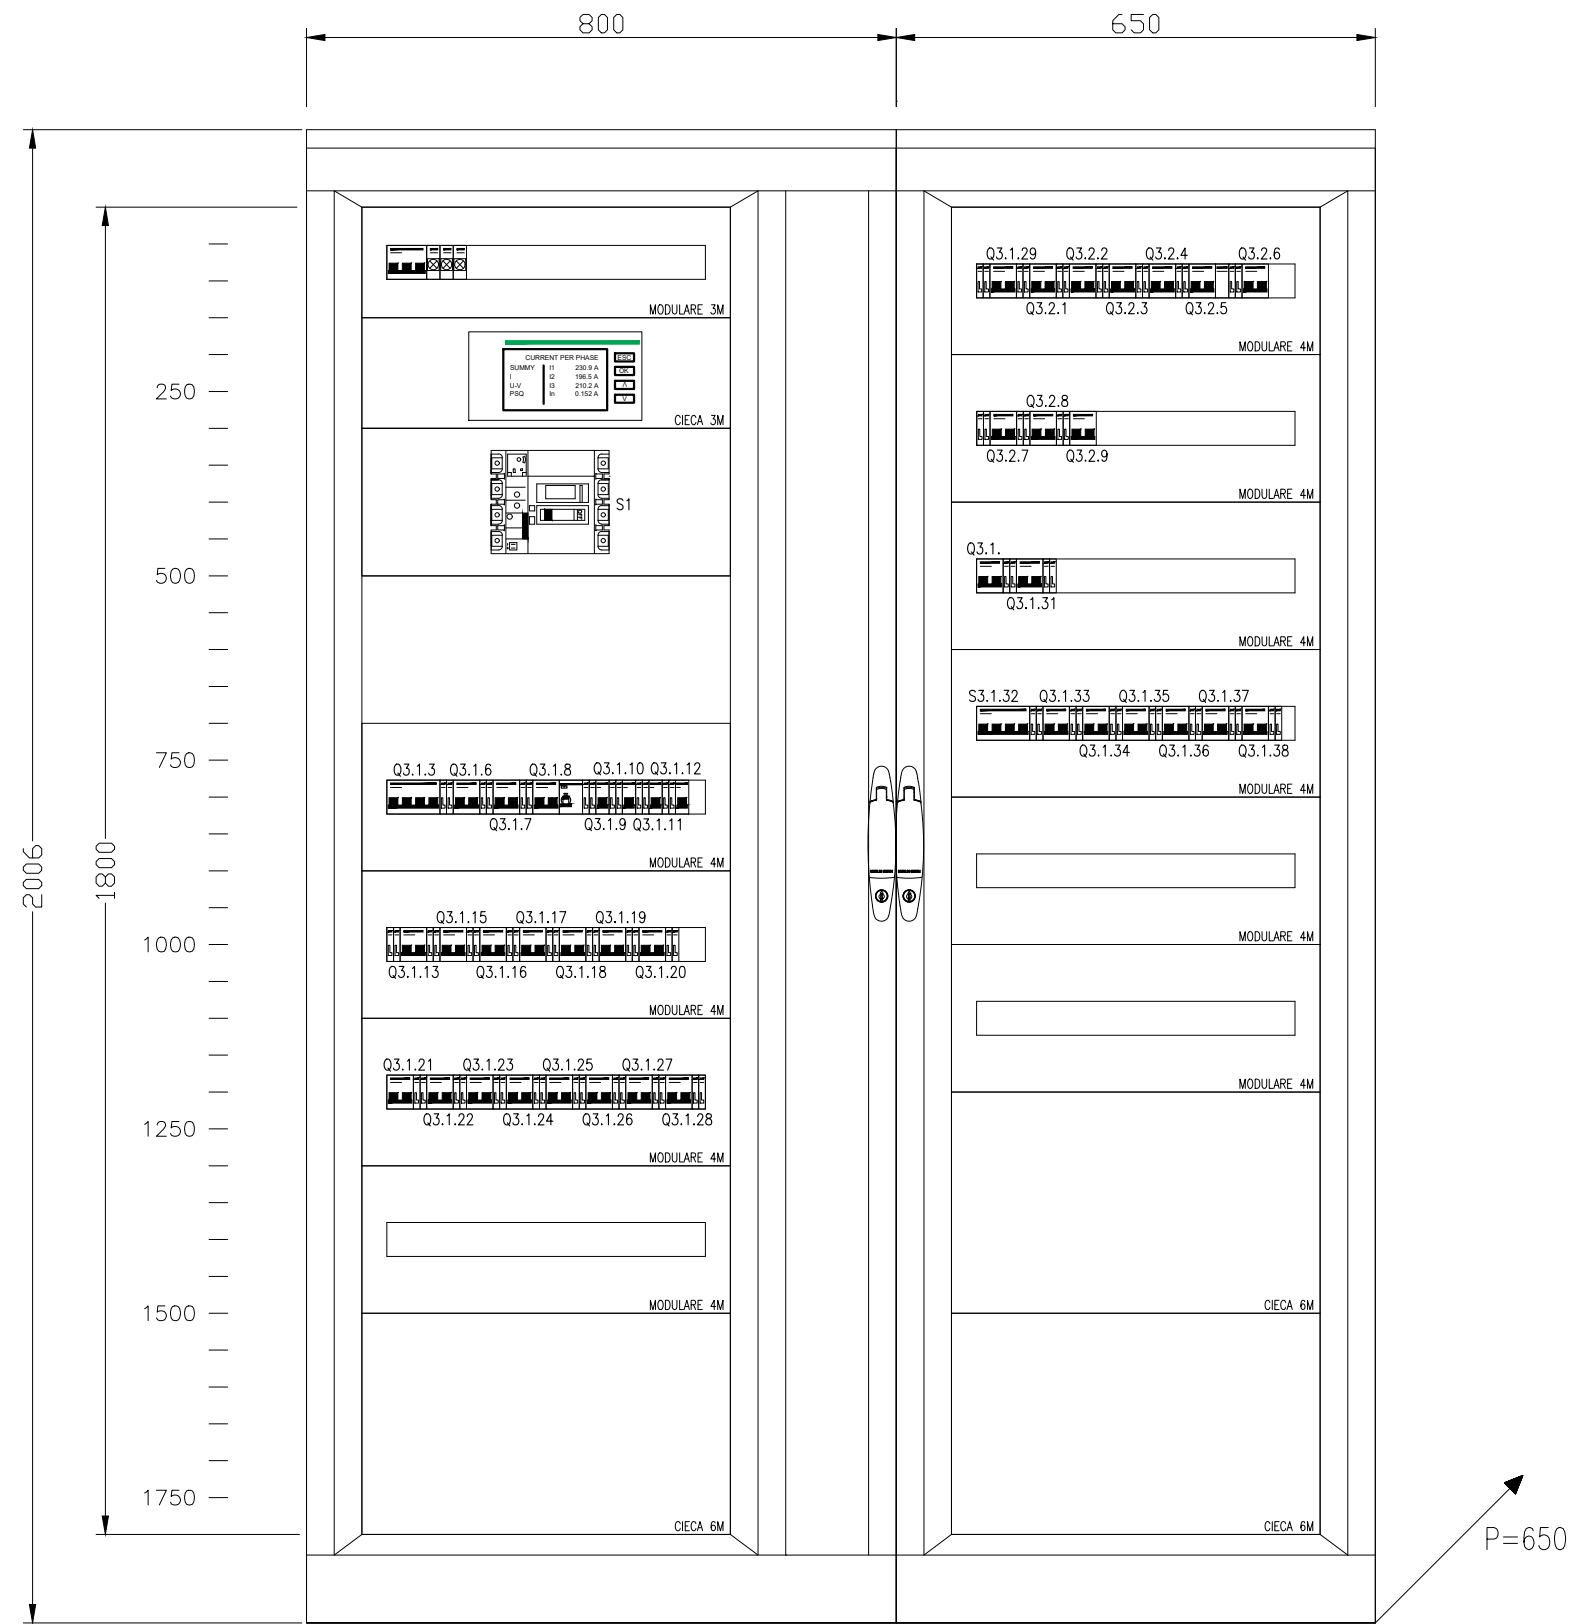 800
650
2006
1800
250
500
750
1000
1250
1500
1750
MODULARE 3M
CURRENT PER PHASE
SUMMY I1 230.9 A
I I2 196.5 A
U-V I3 210.2 A
PSQ In 0.152 A
ESC
OK
CIECA 3M
S1
Q3.1.3 Q3.1.6 Q3.1.8 Q3.1.10 Q3.1.12
Q3.1.7 Q3.1.9 Q3.1.11
MODULARE 4M
Q3.1.15 Q3.1.17 Q3.1.19
Q3.1.13 Q3.1.16 Q3.1.18 Q3.1.20
MODULARE 4M
Q3.1.21 Q3.1.23 Q3.1.25 Q3.1.27
Q3.1.22 Q3.1.24 Q3.1.26 Q3.1.28
MODULARE 4M
MODULARE 4M
CIECA 6M
Q3.1.29 Q3.2.2 Q3.2.4 Q3.2.6
Q3.2.1 Q3.2.3 Q3.2.5
MODULARE 4M
Q3.2.8
Q3.2.7 Q3.2.9
MODULARE 4M
Q3.1.
Q3.1.31
MODULARE 4M
S3.1.32 Q3.1.33 Q3.1.35 Q3.1.37
Q3.1.34 Q3.1.36 Q3.1.38
MODULARE 4M
MODULARE 4M
MODULARE 4M
CIECA 6M
CIECA 6M
P=650